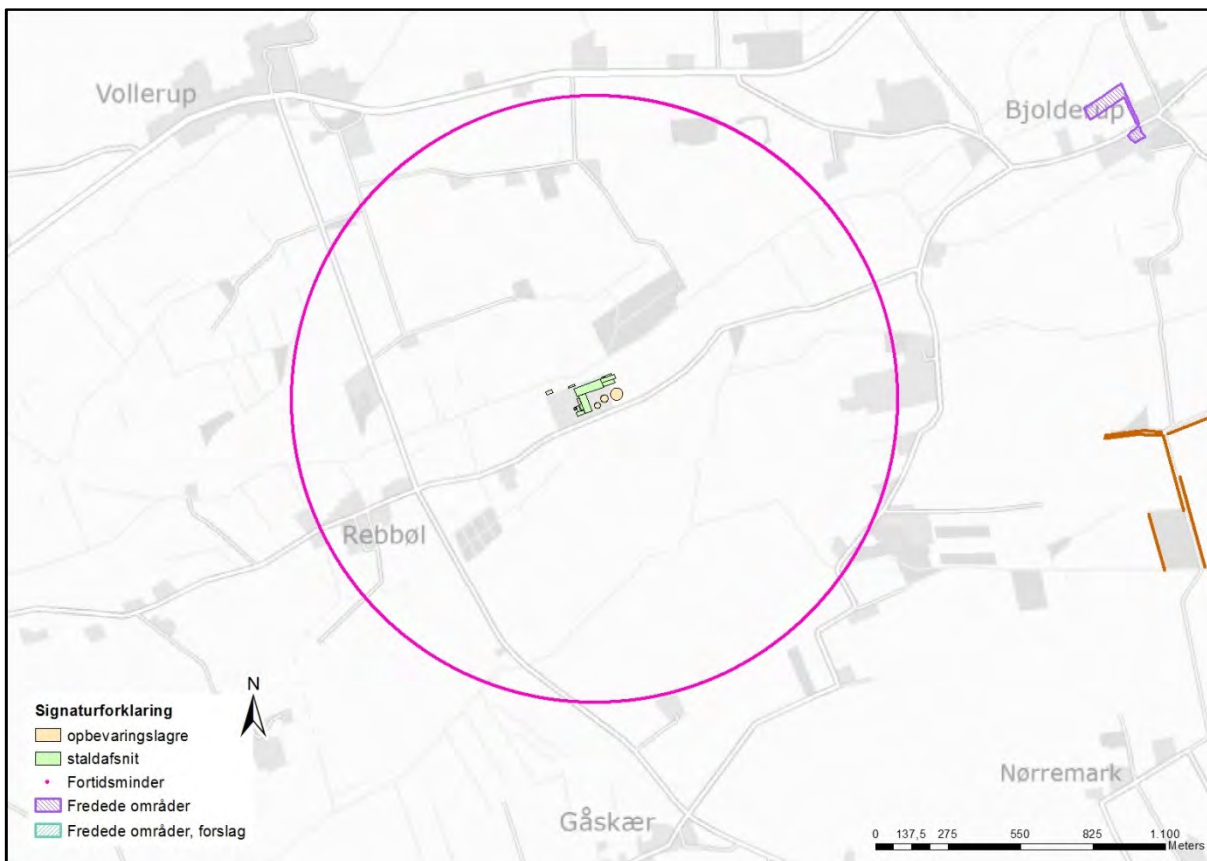 Vollerup
Bjolderup
Rebbøl
N
Signaturforklaring
opbevaringslagre
staldafsnit
Fortidsminder
Fredede områder
Fredede områder, forslag
Nørremark
Gåskær
0 137,5 275 550 825 1.100
Meters